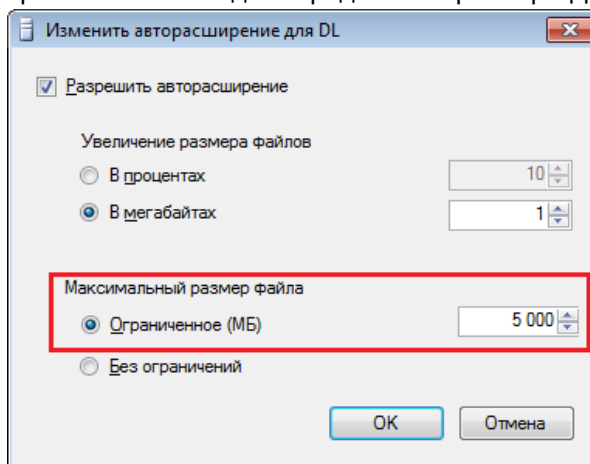 Изменить авторасширение для DL
Разрешить авторасширение
Увеличение размера файлов
В процентах 10
В мегабайтах 1
Максимальный размер файла
Ограниченное (МБ) 5 000
Без ограничений
OK Отмена